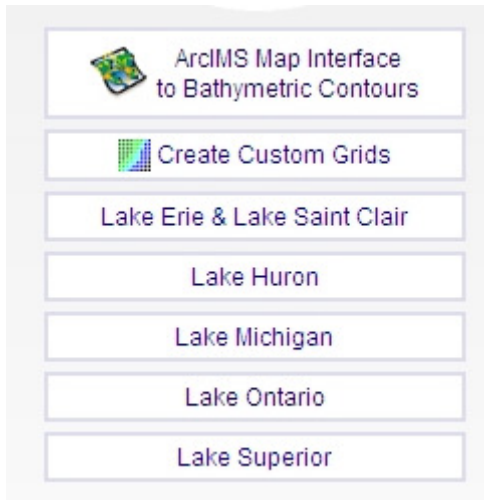 ArcIMS Map Interface
to Bathymetric Contours
Create Custom Grids
Lake Erie & Lake Saint Clair
Lake Huron
Lake Michigan
Lake Ontario
Lake Superior